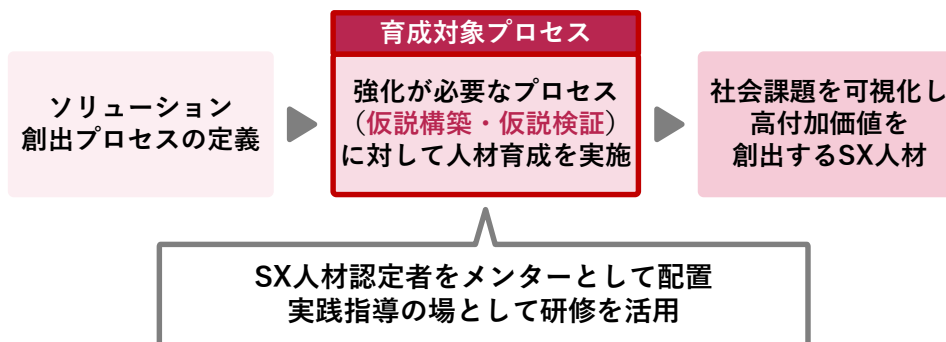 育成対象プロセス
ソリューション
創出プロセスの定義
強化が必要なプロセス
（仮説構築・仮説検証）
に対して人材育成を実施
社会課題を可視化し
高付加価値を
創出するSX人材
SX人材認定者をメンターとして配置
実践指導の場として研修を活用